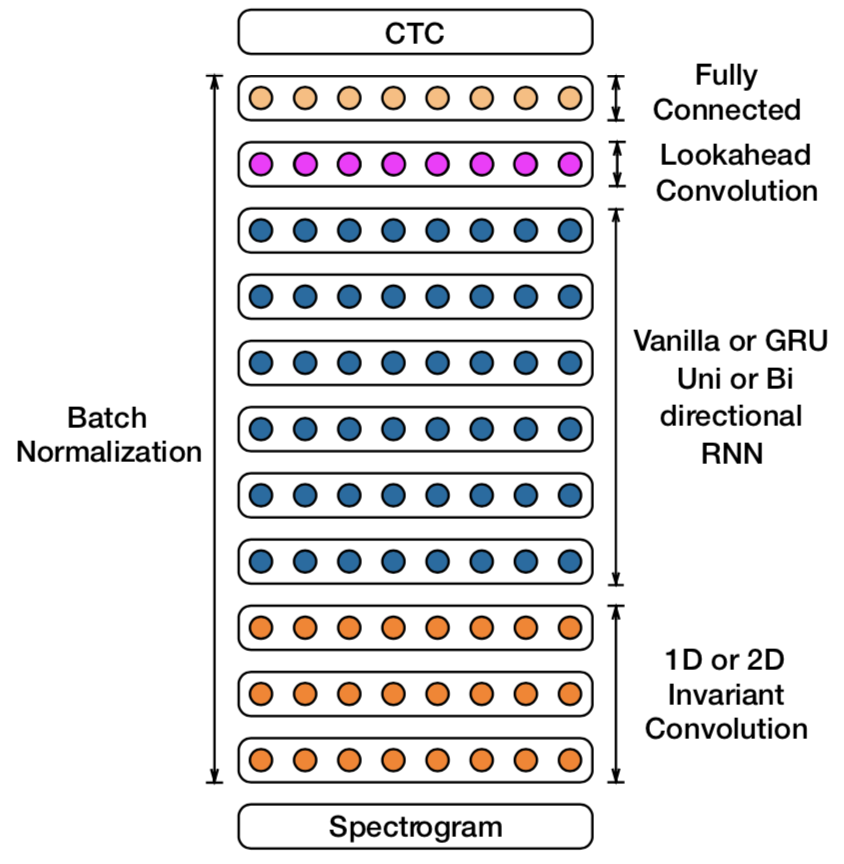 CTC
Fully
Connected
Lookahead
Convolution
Vanilla or GRU
Uni or Bi
directional
RNN
Batch
Normalization
1D or 2D
Invariant
Convolution
Spectrogram